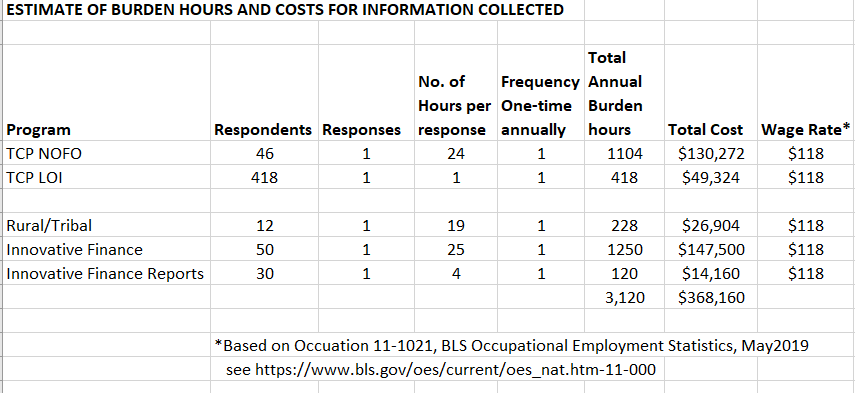 ESTIMATE OF BURDEN HOURS AND COSTS FOR INFORMATION COLLECTED
Total
No. of Frequency Annual
Hours per One-time Burden
Program Respondents Responses response annually hours Total Cost Wage Rate*
TCP NOFO 46 1 24 1 1104 $130,272 $118
TCP LOI 418 1 1 1 418 $49,324 $118
Rural/Tribal 12 1 19 1 228 $26,904 $118
Innovative Finance 50 1 25 1 1250 $147,500 $118
Innovative Finance Reports 30 1 4 1 120 $14,160 $118
3,120 $368,160
*Based on Occuation 11-1021, BLS Occupational Employment Statistics, May2019
see https://www.bls.gov/oes/current/oes_nat.htm-11-000